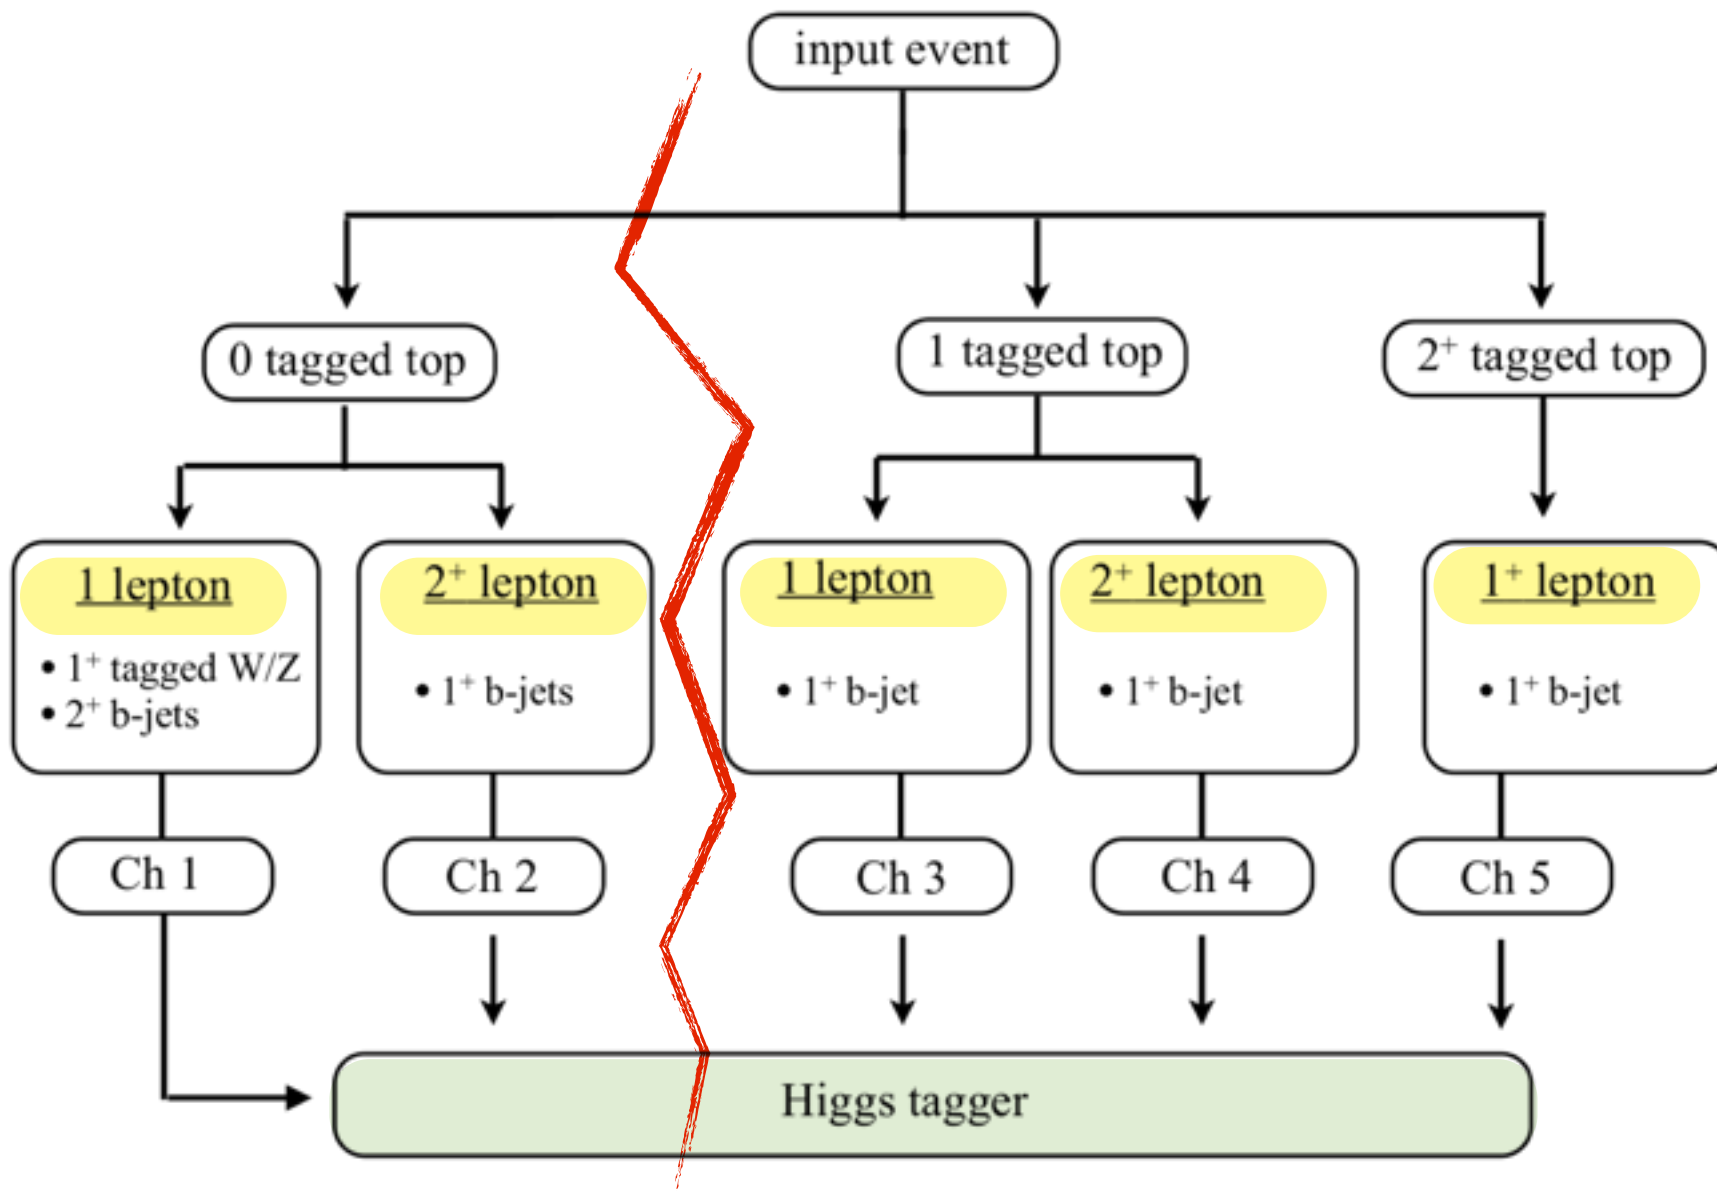 input event
0 tagged top
1 tagged top
2⁺ tagged top
1 lepton
• 1⁺ tagged W/Z
• 2⁺ b-jets
2⁺ lepton
• 1⁺ b-jets
1 lepton
• 1⁺ b-jet
2⁺ lepton
• 1⁺ b-jet
1⁺ lepton
• 1⁺ b-jet
Ch 1
Ch 2
Ch 3
Ch 4
Ch 5
Higgs tagger